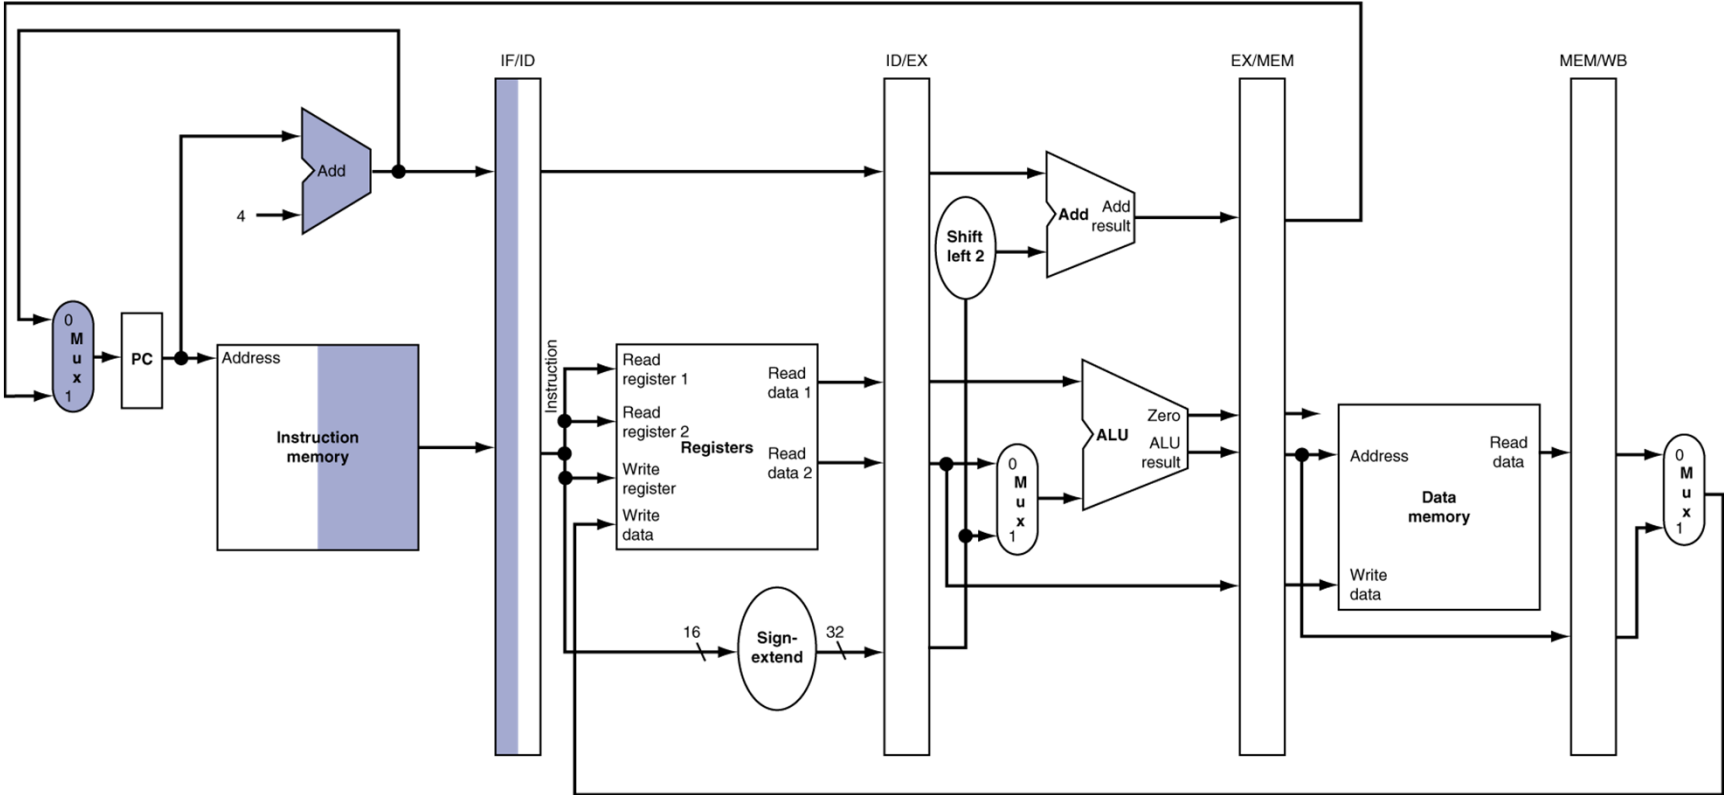 IF/ID
ID/EX
EX/MEM
MEM/WB
Add
4
Add
Add
result
Shift
left 2
0
M
u
x
1
PC
Address
Instruction
memory
Instruction
Read
register 1
Read
register 2
Write
register
Write
data
Registers
Read
data 1
Read
data 2
16
Sign-
extend
32
0
M
u
x
1
Zero
ALU
ALU
result
Address
Read
data
Data
memory
Write
data
0
M
u
x
1